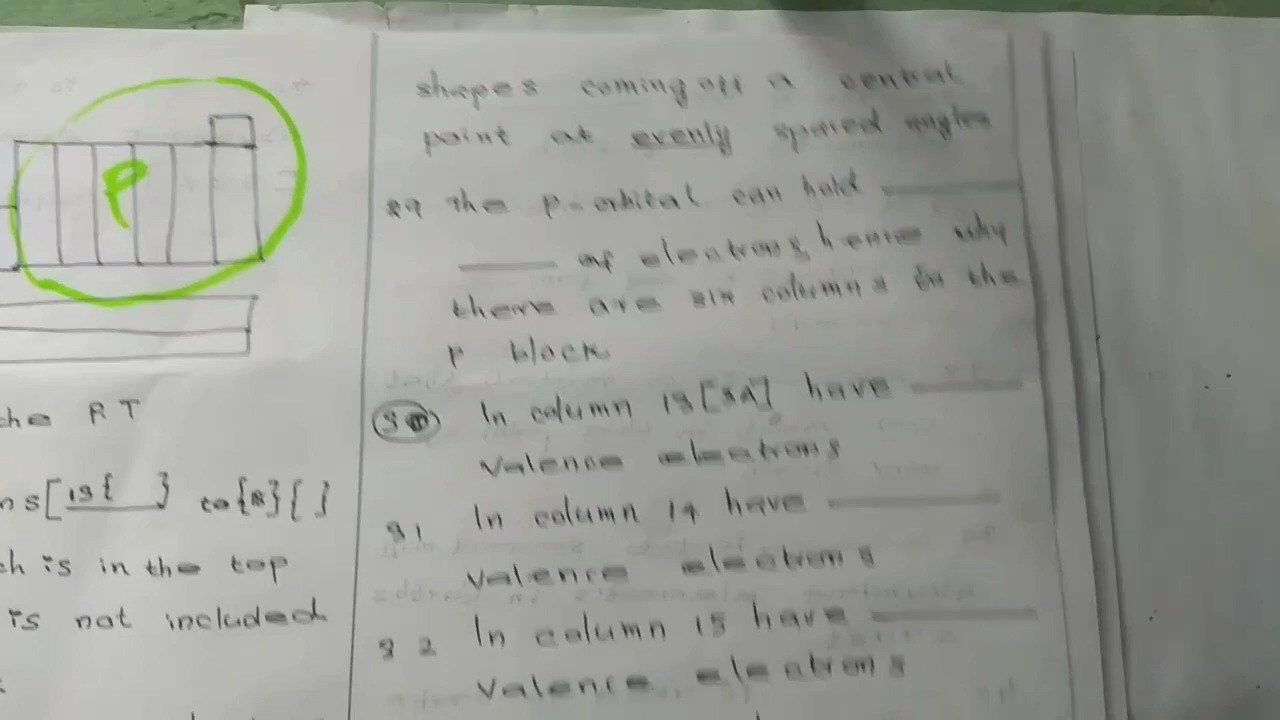 P
che P T
ns[13{ } to{8}{ }
ch is in the top
is not included
shapes coming off a central
point at evenly spaced angles
29 the p-orbital can hold
of electrons, hence why
there are six columns in the
P block
30 In column 13[3A] have
valence electrons
31 In column 14 have
valence electrons
32 In column 15 have
valence electrons